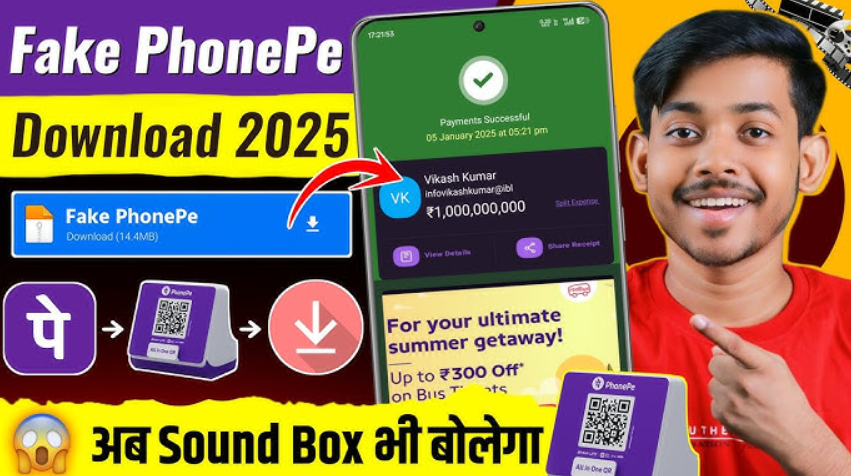 Fake PhonePe
Download 2025
Fake PhonePe
Download (14.4MB)
पे
PhonePe
All in One QR
17:21:53
Payments Successful
05 January 2025 at 05:21 pm
VK
Vikash Kumar
infovikashkumar@ibl
₹1,000,000,000
Split Expense
View Details
Share Receipt
For your ultimate
summer getaway!
Up to ₹300 Off*
on Bus Tickets
अब Sound Box भी बोलेगा
PhonePe
All in One QR